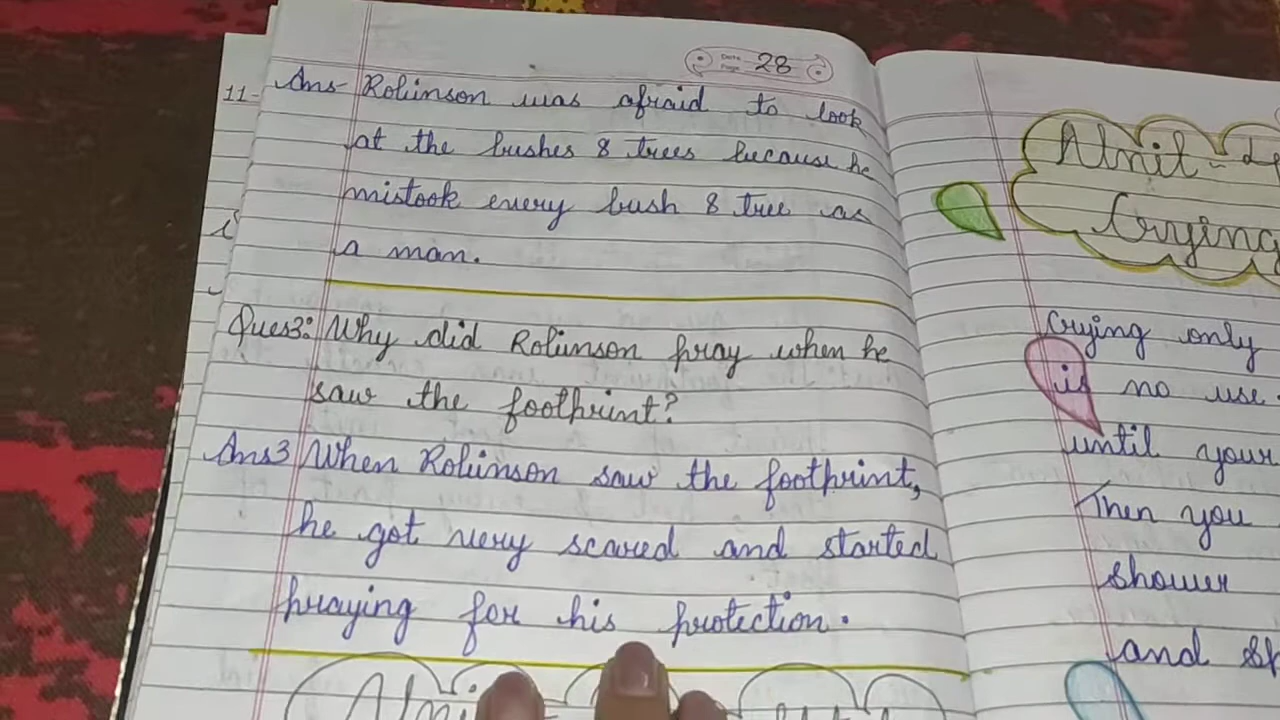 Date
Page 28
11-
Ans- Robinson was afraid to look
at the bushes & trees because he
mistook every bush & tree as
a man.
Ques3: Why did Robinson pray when he
saw the footprint?
Ans3 When Robinson saw the footprint,
he got very scared and started
praying for his protection.
Crying
Crying only
is no use.
until your
Then you
shower
and